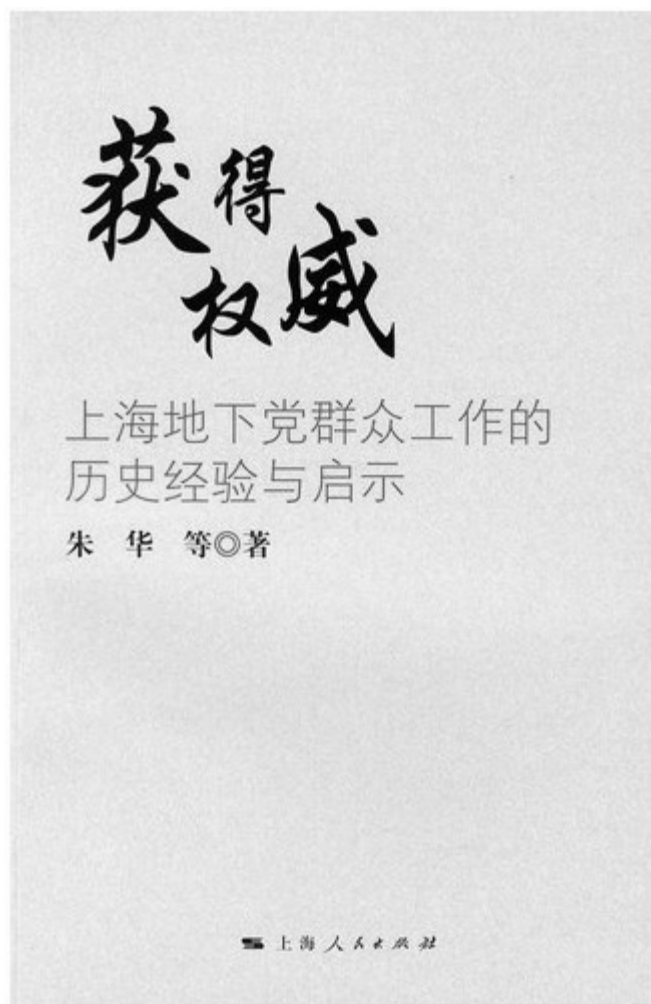 获得
权威
上海地下党群众工作的
历史经验与启示
朱 华 等◎著
上海人民出版社